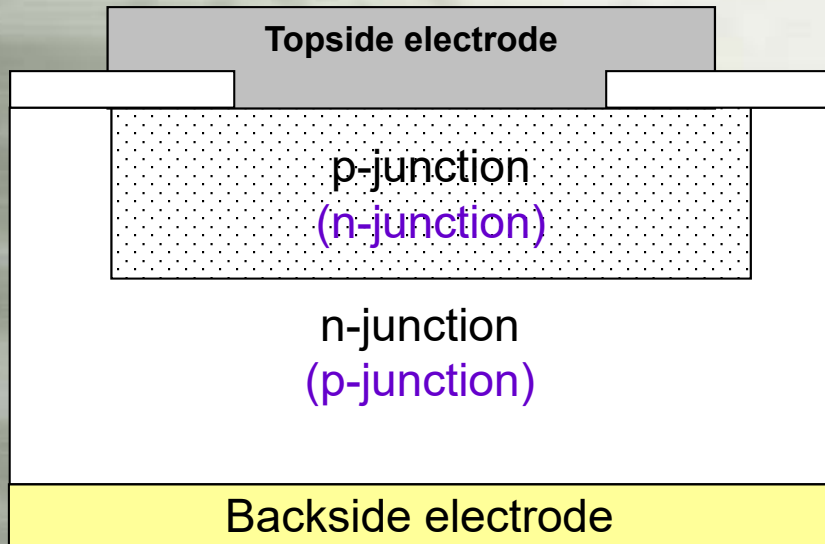 Topside electrode
p-junction
(n-junction)
n-junction
(p-junction)
Backside electrode